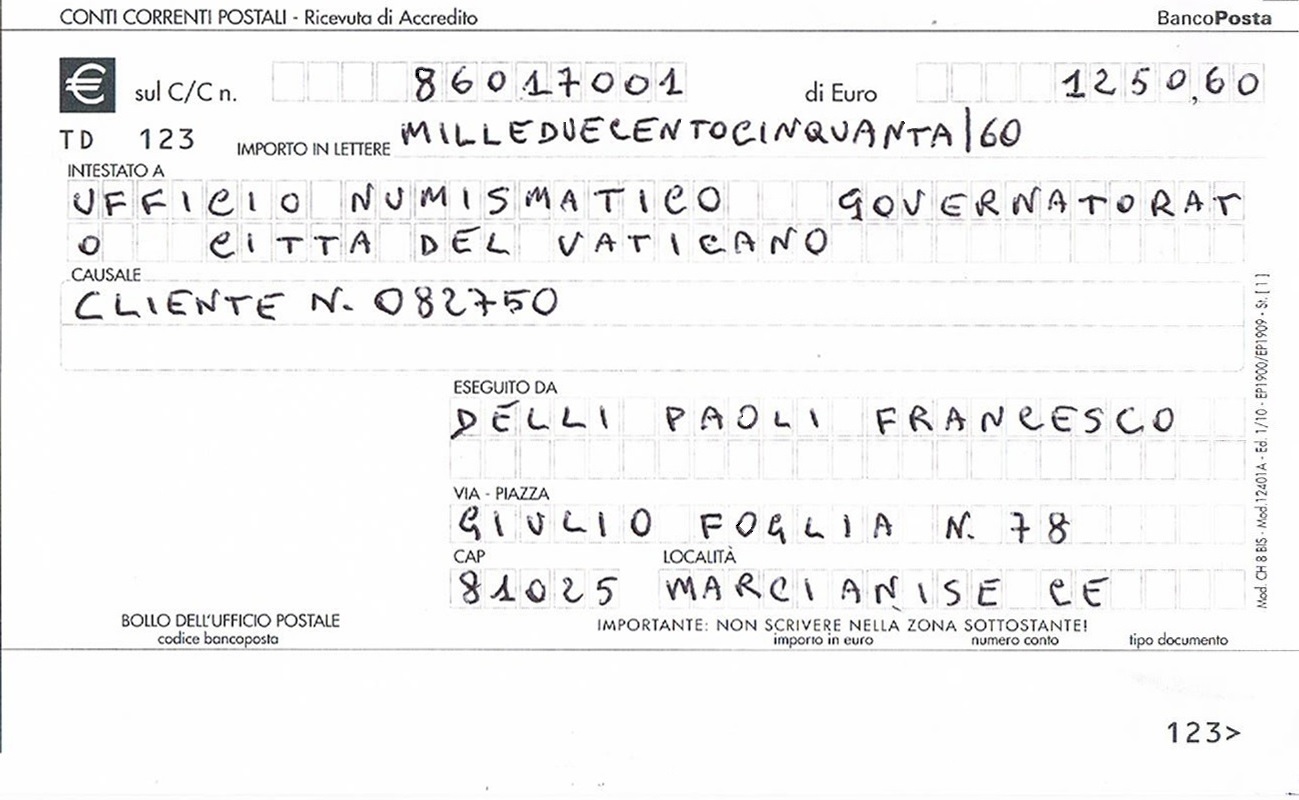 CONTI CORRENTI POSTALI - Ricevuta di Accredito BancoPosta
€ sul C/C n. 86017001 di Euro 1250,60
TD 123 IMPORTO IN LETTERE MILLEDUECENTOCINQUANTA/60
INTESTATO A
UFFICIO NUMISMATICO GOVERNATORAT
O CITTA DEL VATICANO
CAUSALE
CLIENTE N. 082750
ESEGUITO DA
DELLI PAOLI FRANCESCO
VIA - PIAZZA
GIULIO FOGLIA N. 78
CAP LOCALITÀ
81025 MARCIANISE CE
BOLLO DELL'UFFICIO POSTALE
codice bancoposta
IMPORTANTE: NON SCRIVERE NELLA ZONA SOTTOSTANTE!
importo in euro numero conto tipo documento
Mod. CH 8 BIS - Mod.12401A - Ed. 1/10 - EP1900/EP1909 - St. [1]
123>